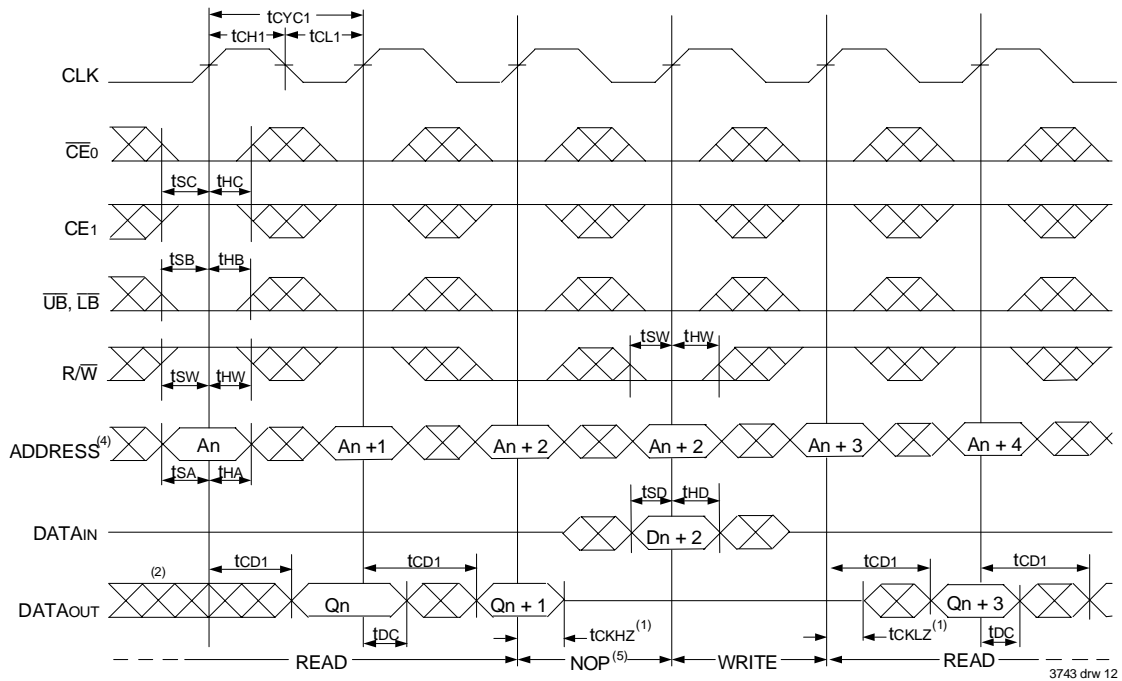 tCYC1
tCH1 tCL1
CLK
CE0
tSC tHC
CE1
tSB tHB
UB, LB
tSW tHW
R/W
tSW tHW
ADDRESS(4) An An +1 An + 2 An + 2 An + 3 An + 4
tSA tHA
tSD tHD
DATAIN Dn + 2
tCD1 tCD1 tCD1 tCD1
(2)
DATAOUT Qn Qn + 1 Qn + 3
tDC tCKHZ(1) tCKLZ(1) tDC
READ NOP(5) WRITE READ
3743 drw 12